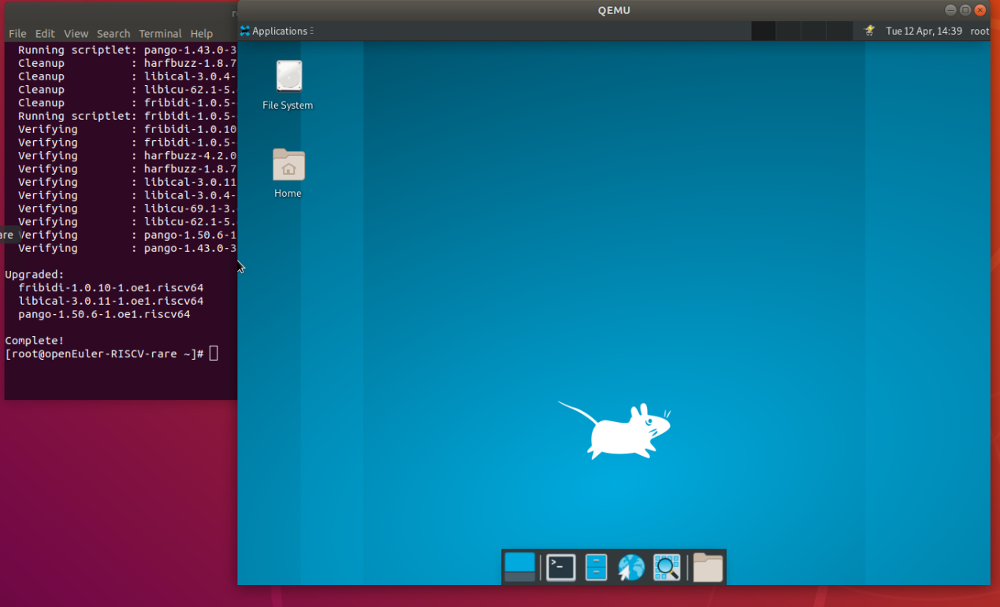 QEMU
File Edit View Search Terminal Help
Applications
Tue 12 Apr, 14:39 root
Running scriptlet: pango-1.43.0-3
Cleanup : harfbuzz-1.8.7
Cleanup : libical-3.0.4-
Cleanup : libicu-62.1-5.
Cleanup : fribidi-1.0.5-
Running scriptlet: fribidi-1.0.5-
Verifying : fribidi-1.0.10
Verifying : fribidi-1.0.5-
Verifying : harfbuzz-4.2.0
Verifying : harfbuzz-1.8.7
Verifying : libical-3.0.11
Verifying : libical-3.0.4-
Verifying : libicu-69.1-3.
Verifying : libicu-62.1-5.
are Verifying : pango-1.50.6-1
Verifying : pango-1.43.0-3
Upgraded:
fribidi-1.0.10-1.oe1.riscv64
libical-3.0.11-1.oe1.riscv64
pango-1.50.6-1.oe1.riscv64
Complete!
[root@openEuler-RISCV-rare ~]#
File System
Home